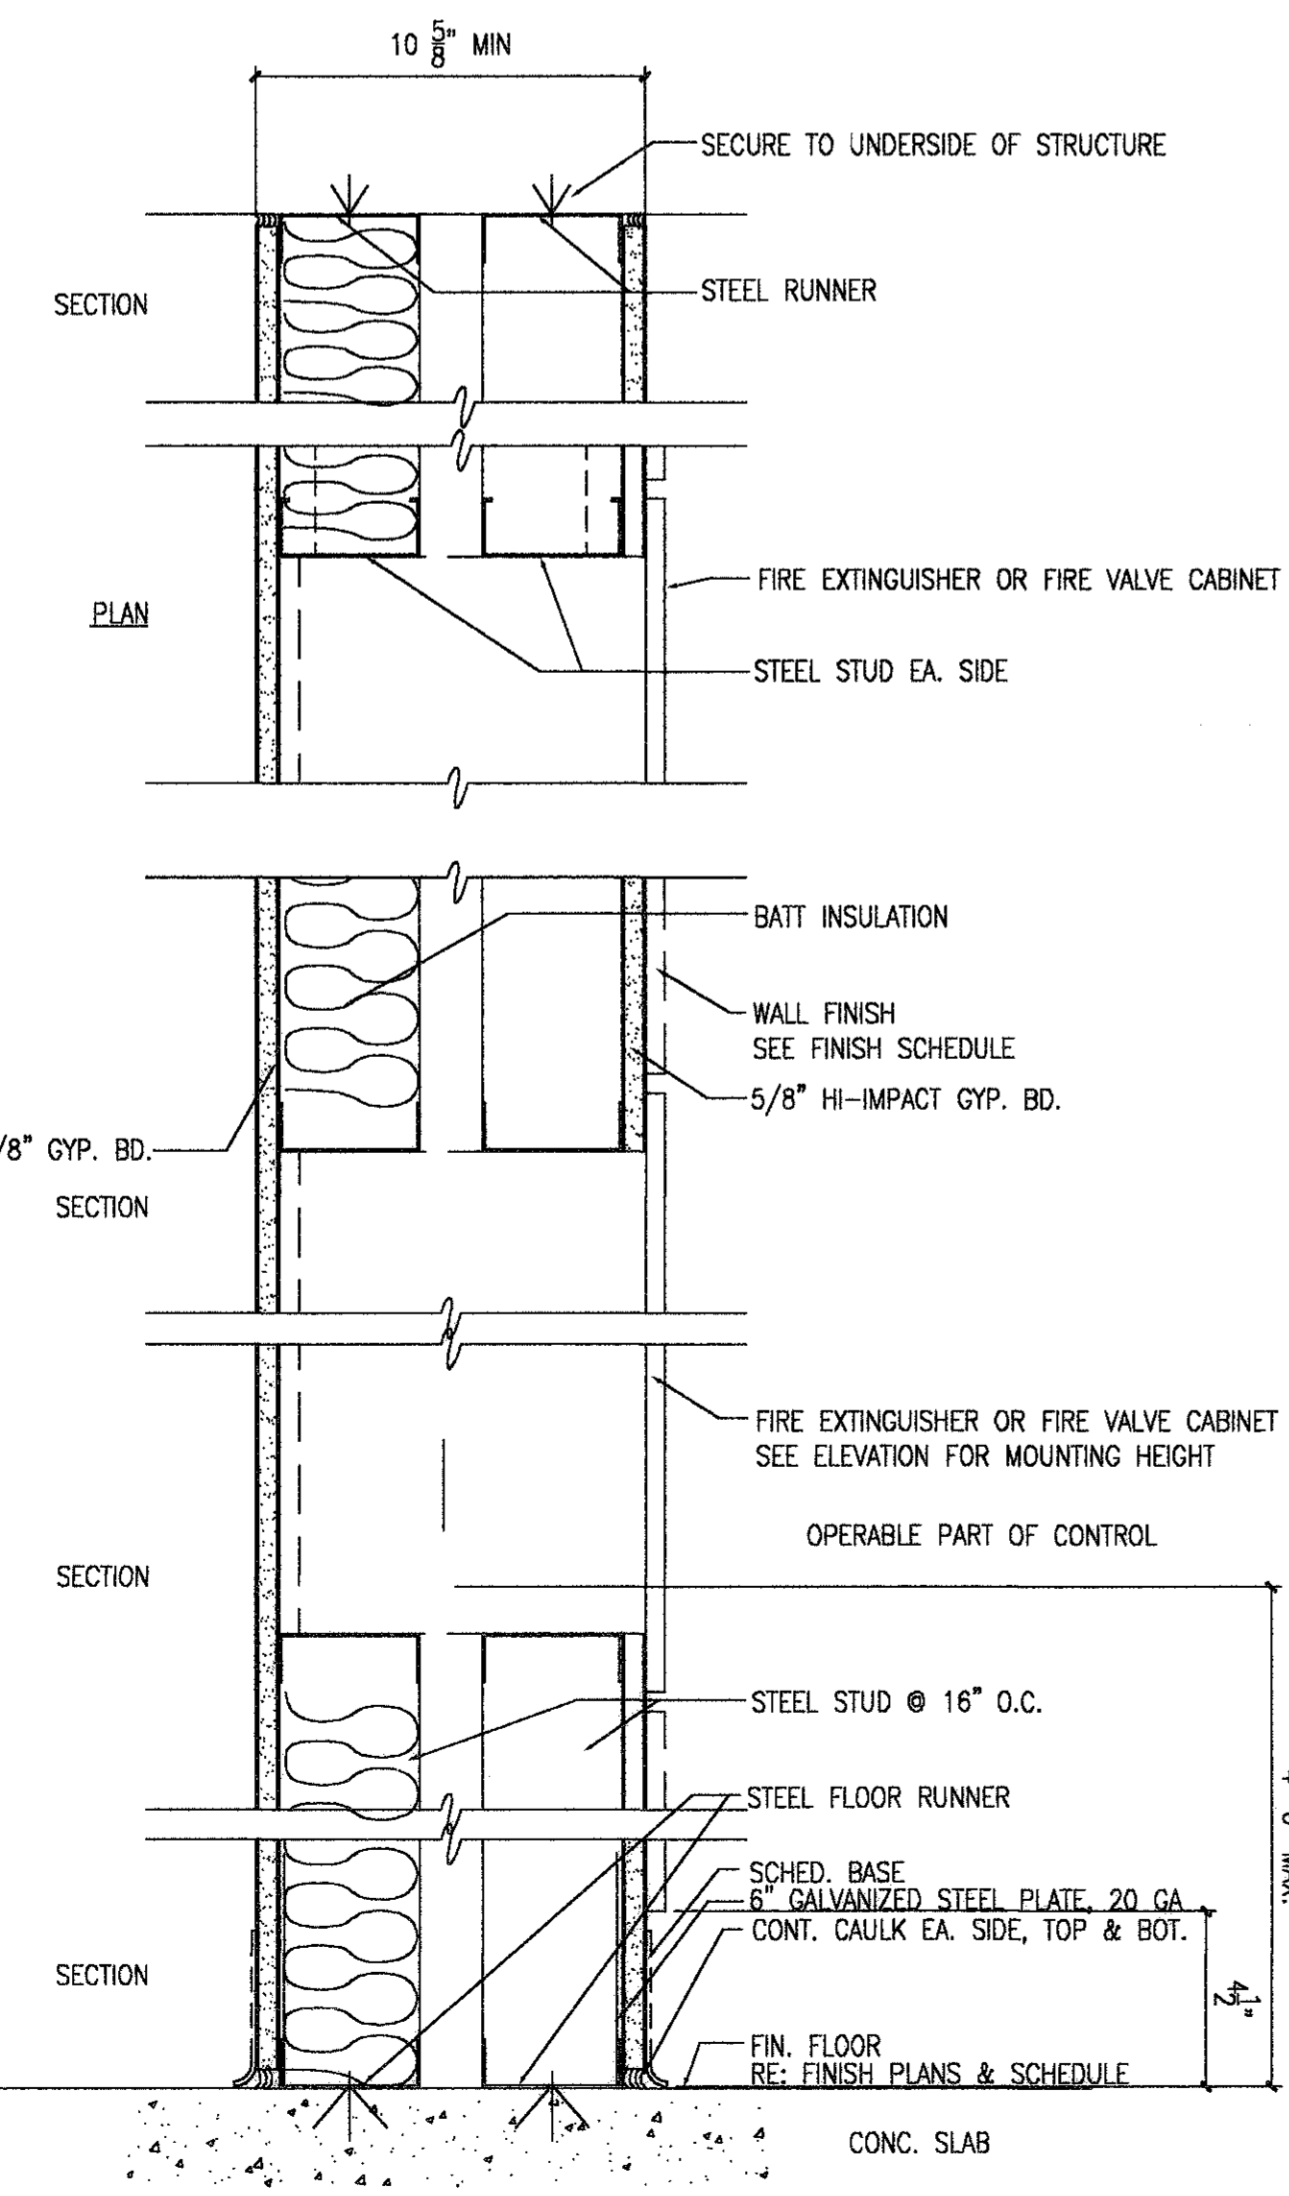 10 5/8" MIN
SECURE TO UNDERSIDE OF STRUCTURE
SECTION
STEEL RUNNER
FIRE EXTINGUISHER OR FIRE VALVE CABINET
PLAN
STEEL STUD EA. SIDE
BATT INSULATION
WALL FINISH
SEE FINISH SCHEDULE
5/8" HI-IMPACT GYP. BD.
/8" GYP. BD.
SECTION
FIRE EXTINGUISHER OR FIRE VALVE CABINET
SEE ELEVATION FOR MOUNTING HEIGHT
OPERABLE PART OF CONTROL
SECTION
STEEL STUD @ 16" O.C.
STEEL FLOOR RUNNER
SCHED. BASE
6" GALVANIZED STEEL PLATE, 20 GA
CONT. CAULK EA. SIDE, TOP & BOT.
SECTION
4 1/2"
FIN. FLOOR
RE: FINISH PLANS & SCHEDULE
CONC. SLAB